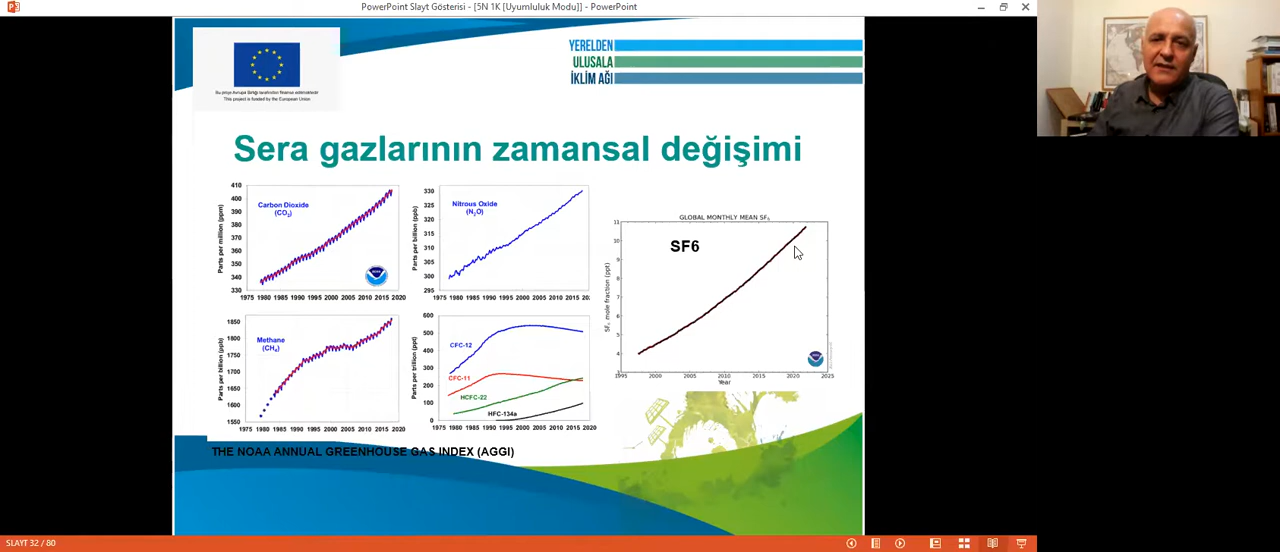 PowerPoint Slayt Gösterisi - [5N 1K [Uyumluluk Modu]] - PowerPoint
Bu proje Avrupa Birliği tarafından finanse edilmektedir
This project is funded by the European Union
YERELDEN
ULUSALA
İKLİM AĞI
Sera gazlarının zamansal değişimi
Carbon Dioxide
(CO₂)
Parts per million (ppm)
410
400
390
380
370
360
350
340
330
1975 1980 1985 1990 1995 2000 2005 2010 2015 2020
Nitrous Oxide
(N₂O)
Parts per billion (ppb)
330
325
320
315
310
305
300
295
1975 1980 1985 1990 1995 2000 2005 2010 2015 20
Methane
(CH₄)
Parts per billion (ppb)
1850
1800
1750
1700
1650
1600
1550
1975 1980 1985 1990 1995 2000 2005 2010 2015 2020
Parts per trillion (ppt)
600
500
400
300
200
100
0
CFC-12
CFC-11
HCFC-22
HFC-134a
1975 1980 1985 1990 1995 2000 2005 2010 2015 2020
GLOBAL MONTHLY MEAN SF₆
SF6
SF₆ mole fraction (ppt)
11
10
9
8
7
6
5
4
3
1995 2000 2005 2010 2015 2020 2025
Year
THE NOAA ANNUAL GREENHOUSE GAS INDEX (AGGI)
SLAYT 32 / 80